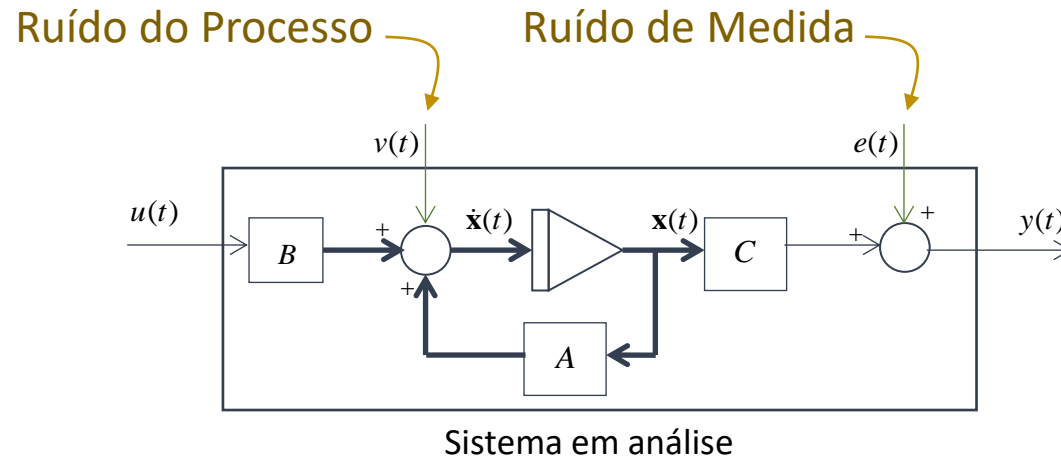 Ruído do Processo
Ruído de Medida
v(t)
e(t)
u(t)
B
+
+
ẋ(t)
x(t)
C
+
+
y(t)
A
Sistema em análise